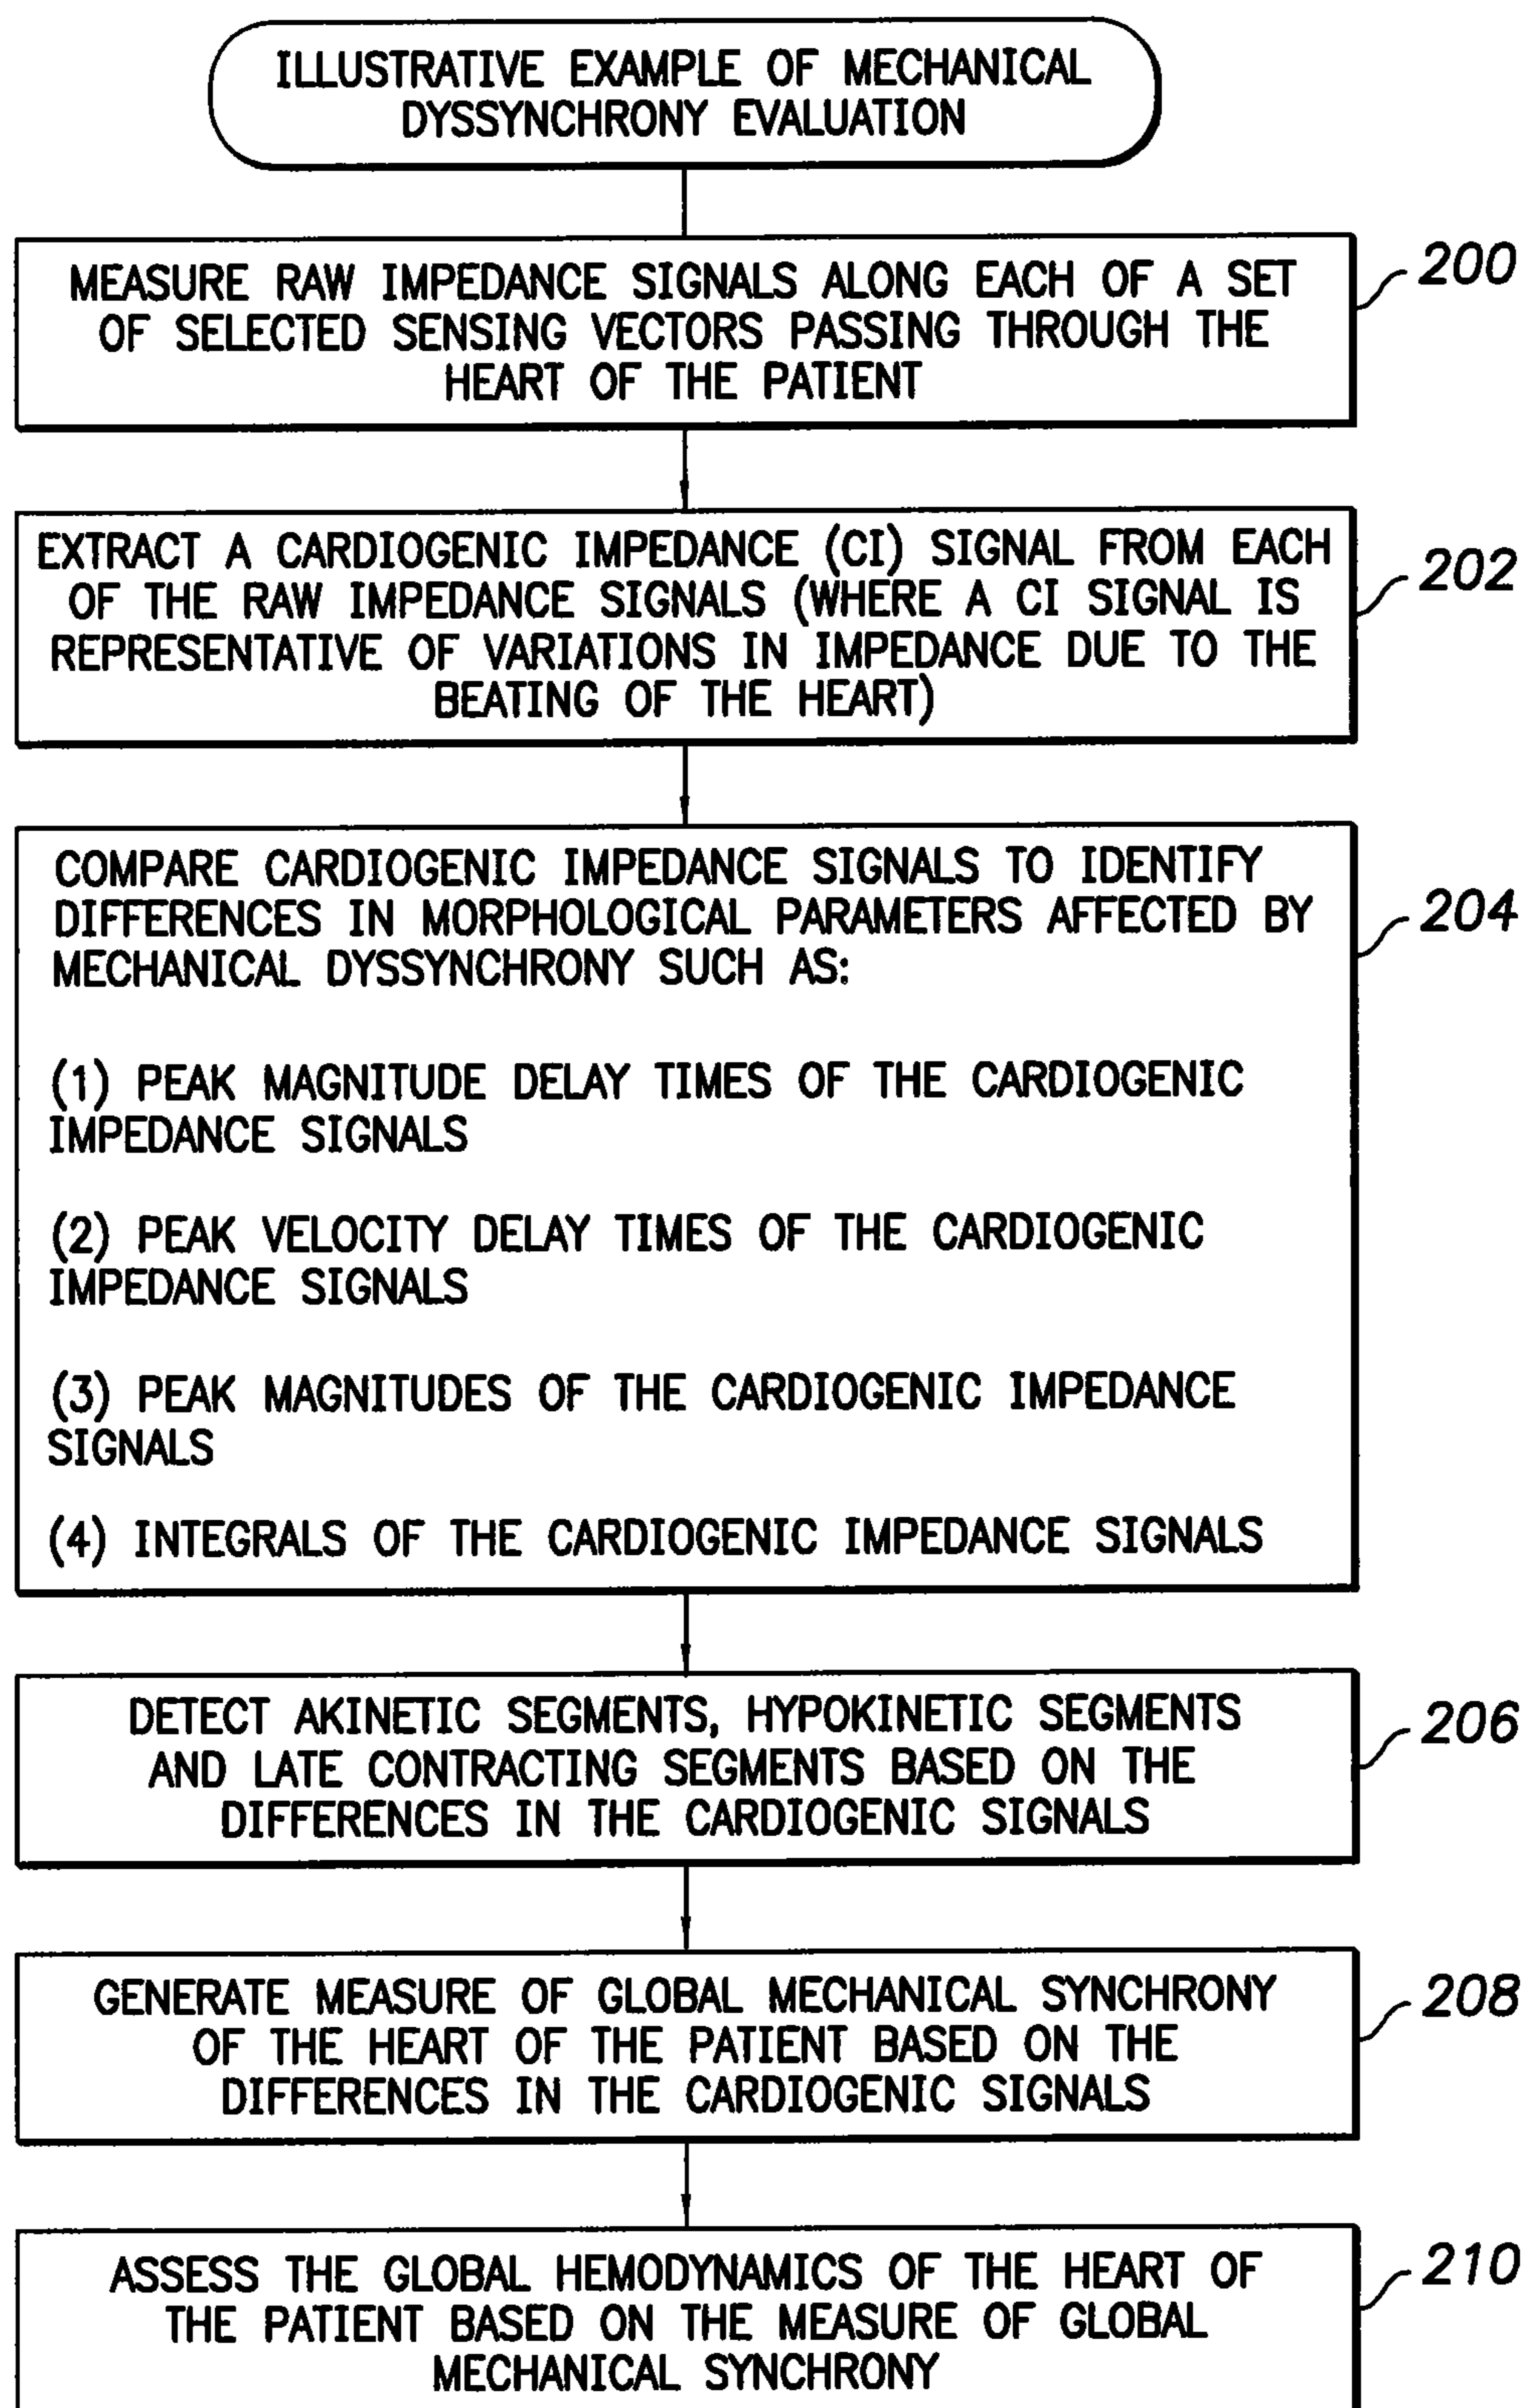 ILLUSTRATIVE EXAMPLE OF MECHANICAL
DYSSYNCHRONY EVALUATION
MEASURE RAW IMPEDANCE SIGNALS ALONG EACH OF A SET
OF SELECTED SENSING VECTORS PASSING THROUGH THE
HEART OF THE PATIENT
200
EXTRACT A CARDIOGENIC IMPEDANCE (CI) SIGNAL FROM EACH
OF THE RAW IMPEDANCE SIGNALS (WHERE A CI SIGNAL IS
REPRESENTATIVE OF VARIATIONS IN IMPEDANCE DUE TO THE
BEATING OF THE HEART)
202
COMPARE CARDIOGENIC IMPEDANCE SIGNALS TO IDENTIFY
DIFFERENCES IN MORPHOLOGICAL PARAMETERS AFFECTED BY
MECHANICAL DYSSYNCHRONY SUCH AS:
204
(1) PEAK MAGNITUDE DELAY TIMES OF THE CARDIOGENIC
IMPEDANCE SIGNALS
(2) PEAK VELOCITY DELAY TIMES OF THE CARDIOGENIC
IMPEDANCE SIGNALS
(3) PEAK MAGNITUDES OF THE CARDIOGENIC IMPEDANCE
SIGNALS
(4) INTEGRALS OF THE CARDIOGENIC IMPEDANCE SIGNALS
DETECT AKINETIC SEGMENTS, HYPOKINETIC SEGMENTS
AND LATE CONTRACTING SEGMENTS BASED ON THE
DIFFERENCES IN THE CARDIOGENIC SIGNALS
206
GENERATE MEASURE OF GLOBAL MECHANICAL SYNCHRONY
OF THE HEART OF THE PATIENT BASED ON THE
DIFFERENCES IN THE CARDIOGENIC SIGNALS
208
ASSESS THE GLOBAL HEMODYNAMICS OF THE HEART OF
THE PATIENT BASED ON THE MEASURE OF GLOBAL
MECHANICAL SYNCHRONY
210